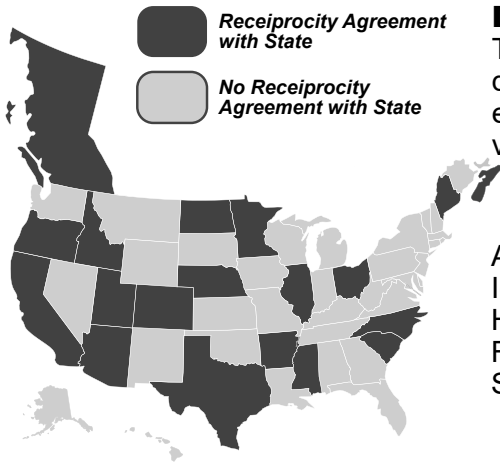 Receiprocity Agreement
with State
No Receiprocity
Agreement with State